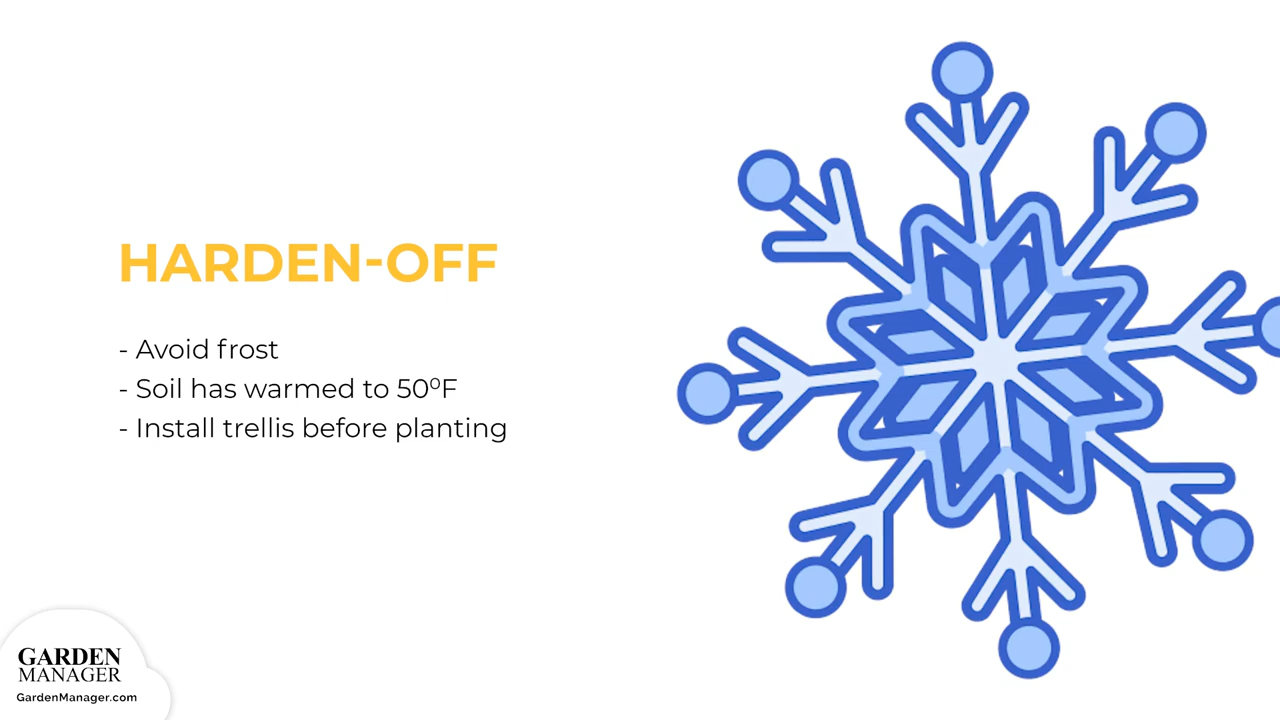 HARDEN-OFF
- Avoid frost
- Soil has warmed to 50ºF
- Install trellis before planting
GARDEN
MANAGER
GardenManager.com